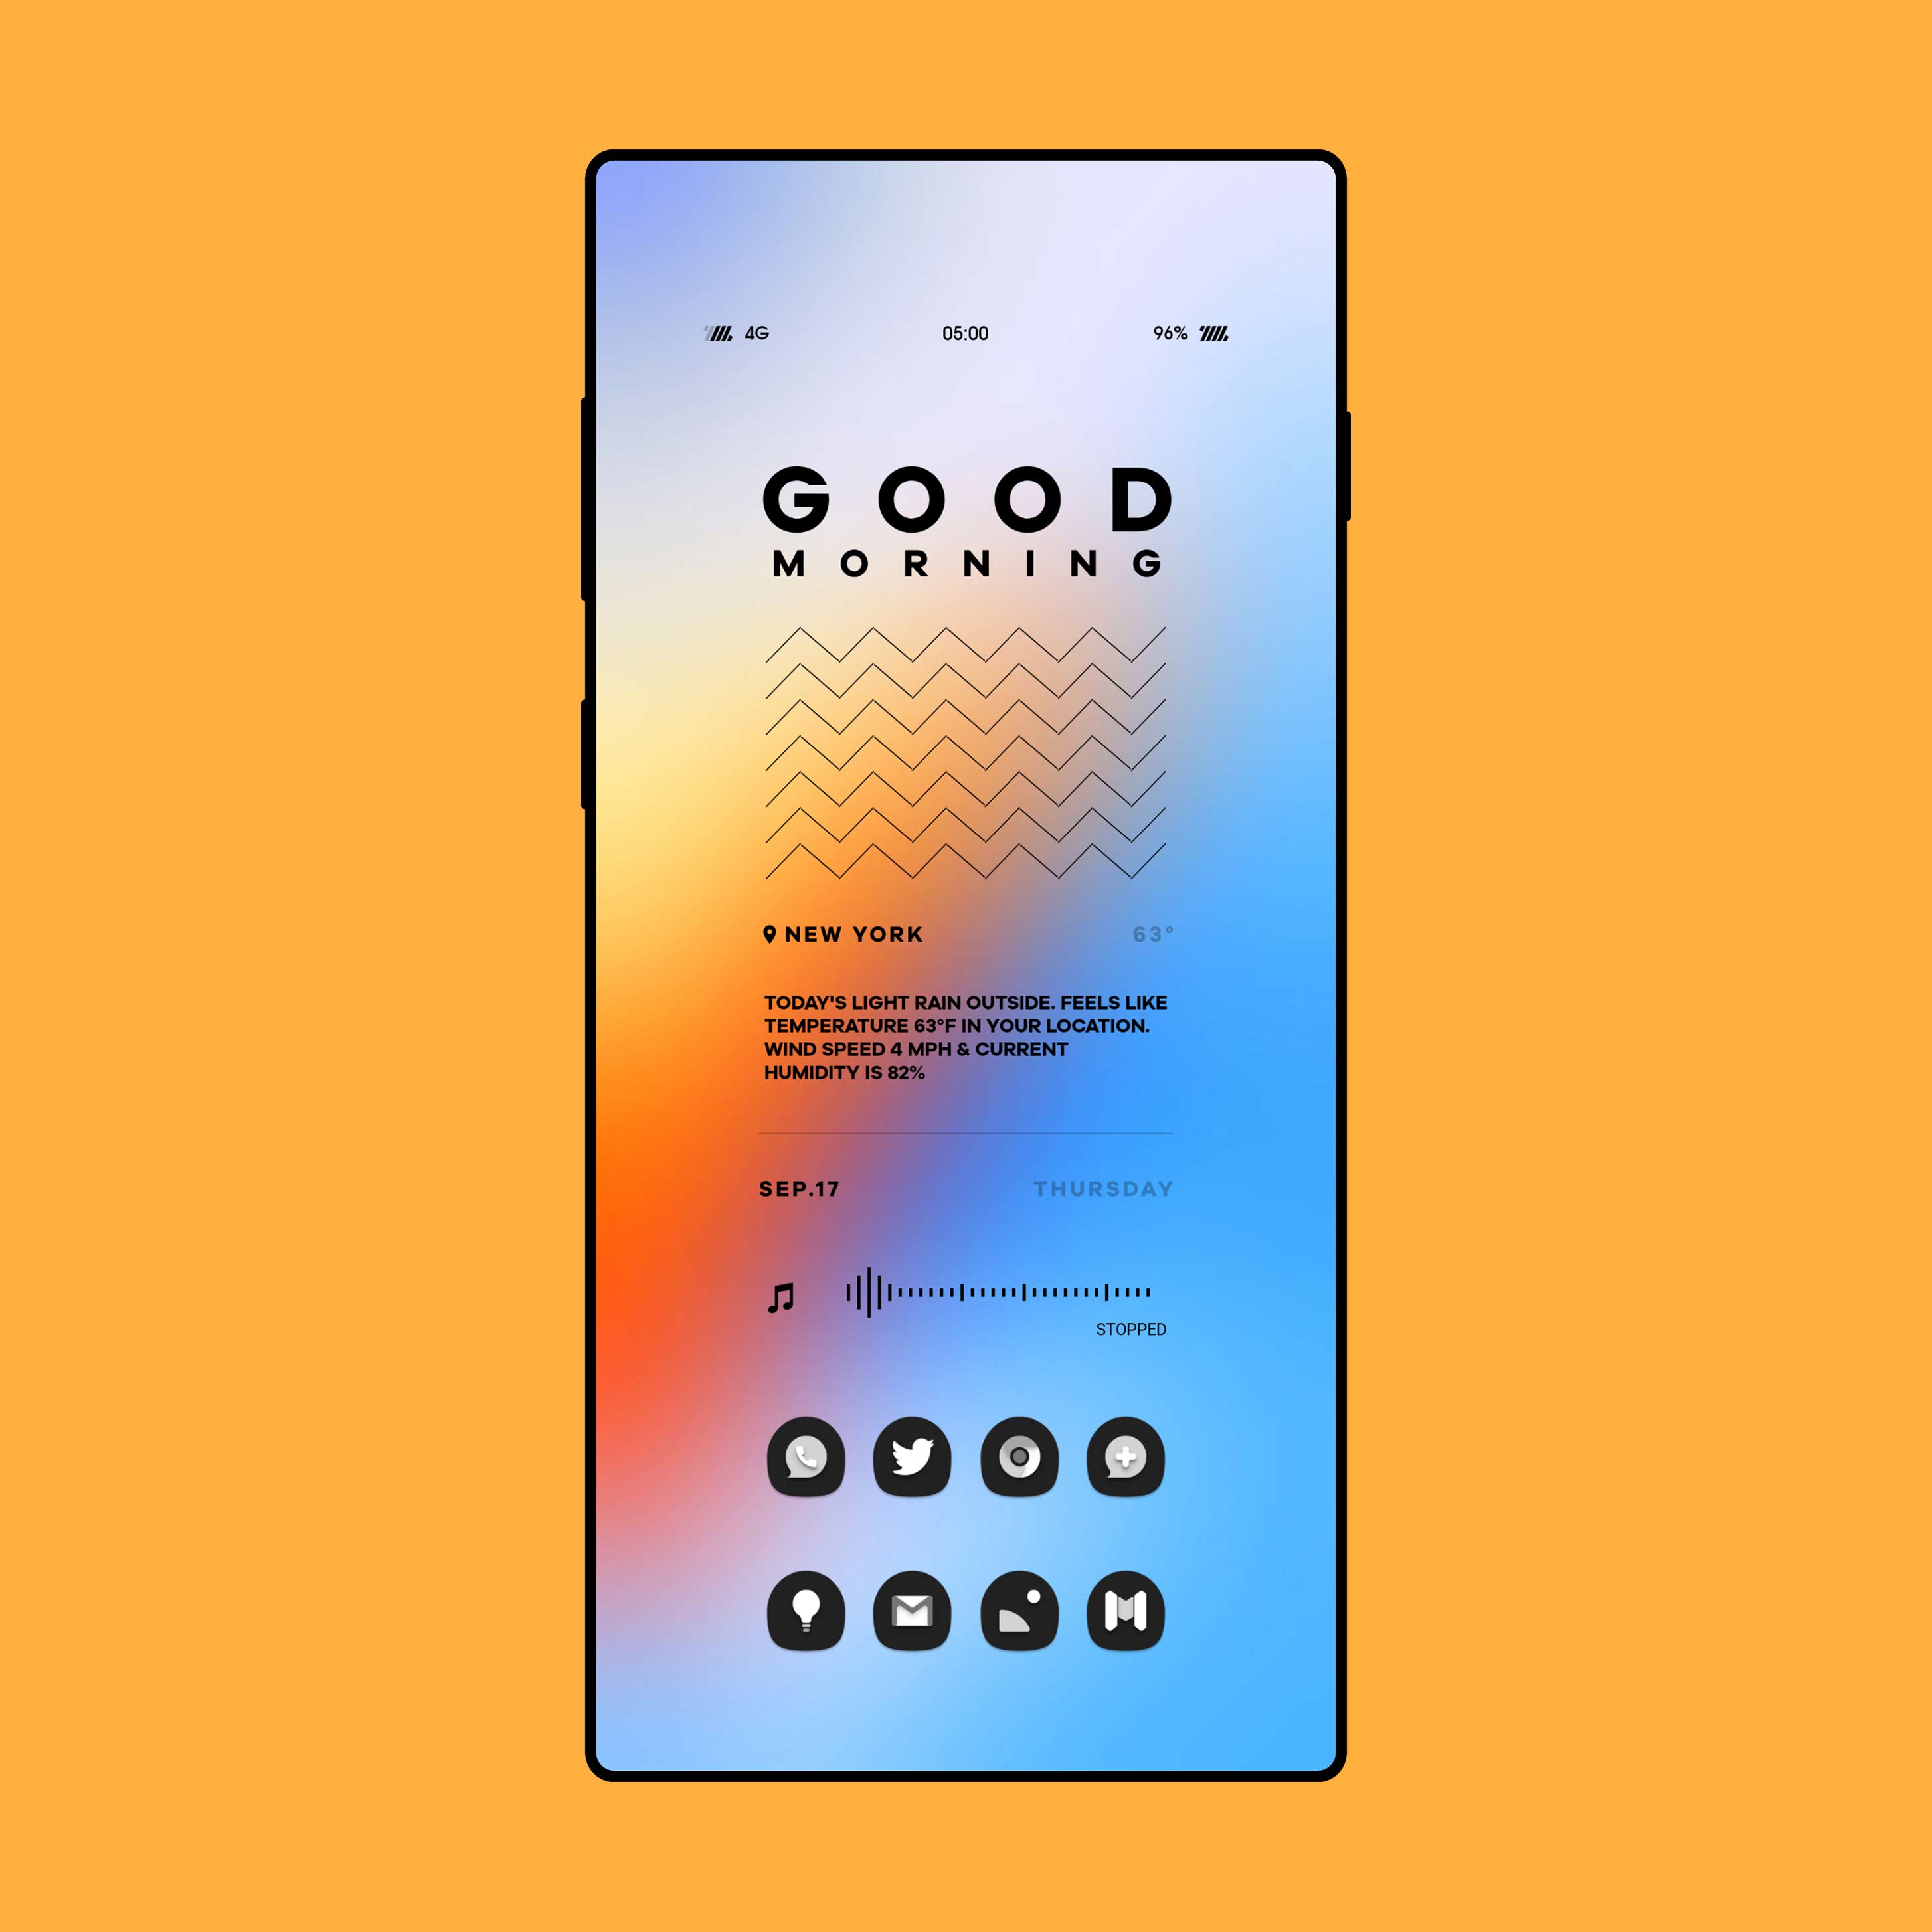 4G 05:00 96%
GOOD
MORNING
NEW YORK 63°
TODAY'S LIGHT RAIN OUTSIDE. FEELS LIKE
TEMPERATURE 63°F IN YOUR LOCATION.
WIND SPEED 4 MPH & CURRENT
HUMIDITY IS 82%
SEP.17 THURSDAY
STOPPED